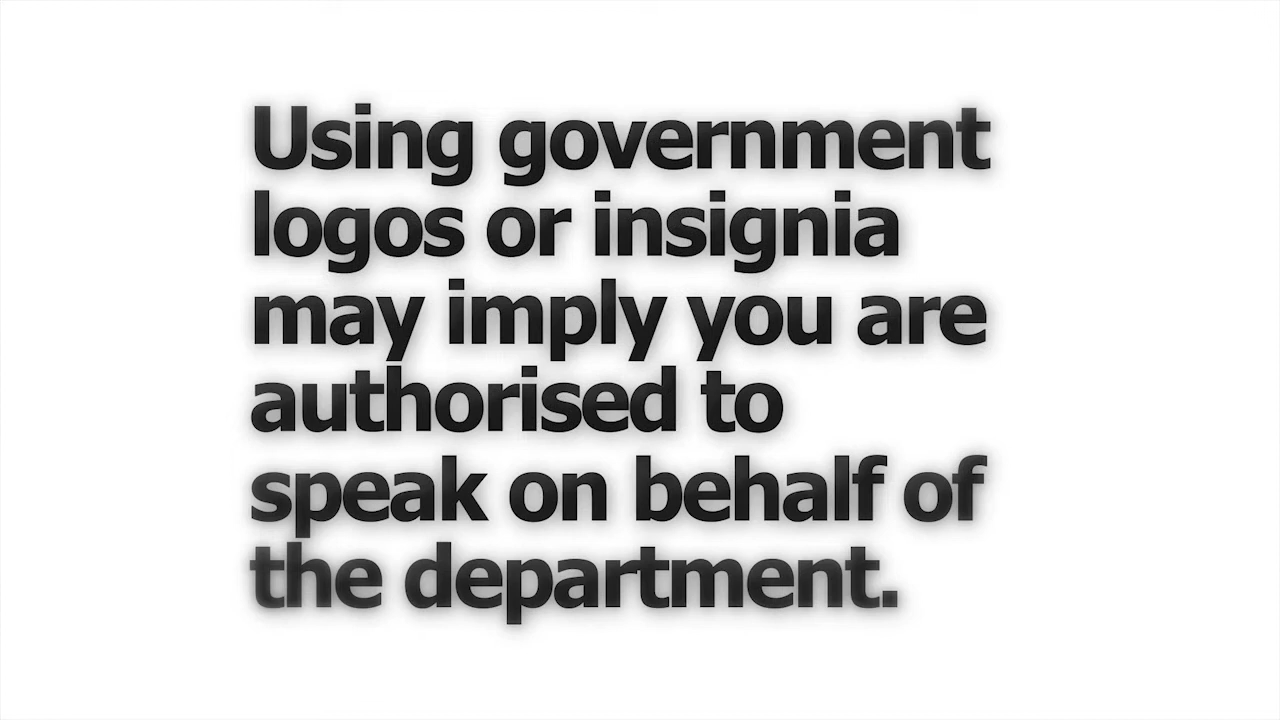 Using government
logos or insignia
may imply you are
authorised to
speak on behalf of
the department.